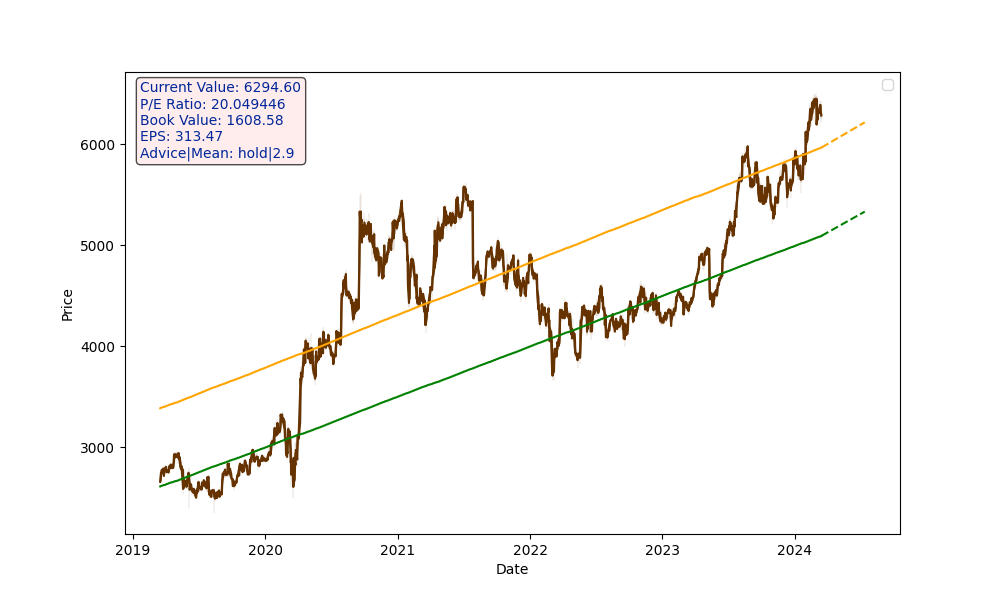 Current Value: 6294.60
P/E Ratio: 20.049446
Book Value: 1608.58
EPS: 313.47
Advice|Mean: hold|2.9
Price
6000
5000
4000
3000
2019 2020 2021 2022 2023 2024
Date